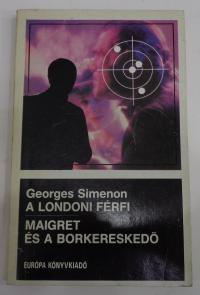 Georges Simenon
A LONDONI FÉRFI
MAIGRET
ÉS A BORKERESKEDŐ
EURÓPA KÖNYVKIADÓ